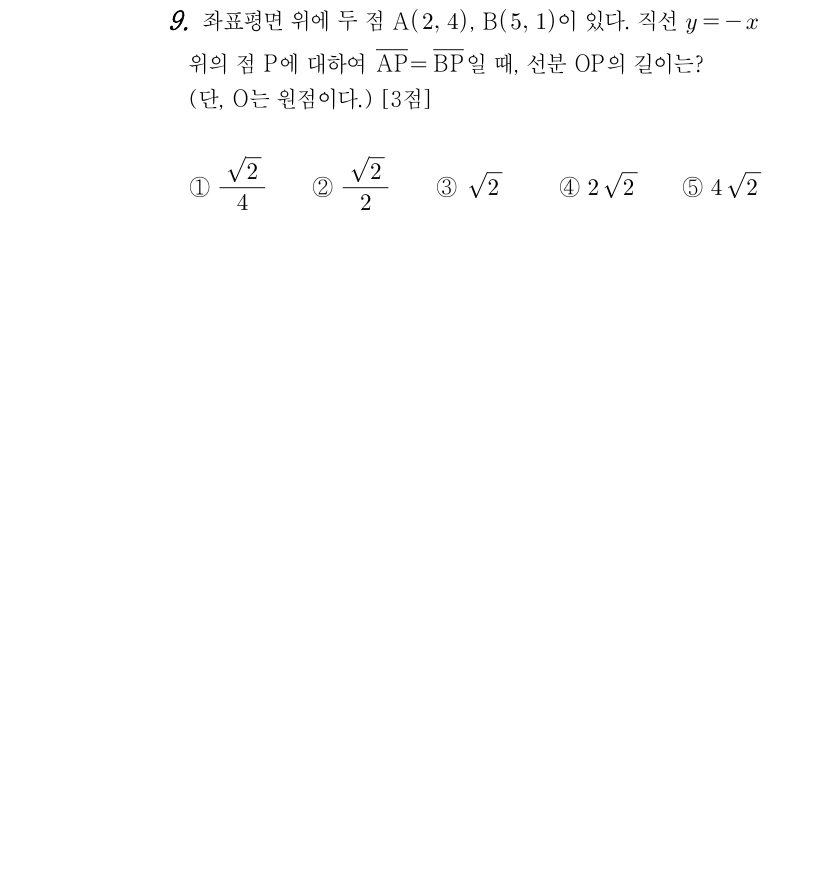 9. 좌표평면 위에 두 점 A(2, 4), B(5, 1)이 있다. 직선 y=−x
위의 점 P에 대하여 \overline{AP}=\overline{BP}일 때, 선분 OP의 길이는?
(단, O는 원점이다.) [3점]
① \frac{\sqrt{2}}{4} ② \frac{\sqrt{2}}{2} ③ √2 ④ 2√2 ⑤ 4√2